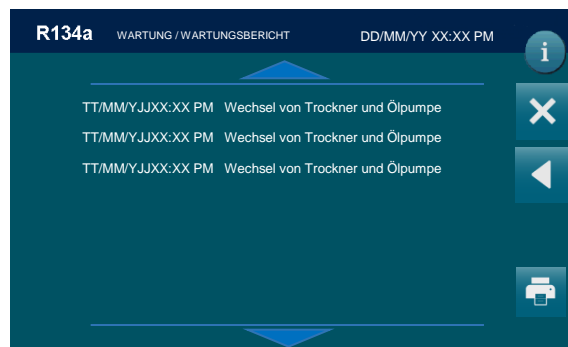 R134a WARTUNG / WARTUNGSBERICHT DD/MM/YY XX:XX PM
i
TT/MM/YJJXX:XX PM Wechsel von Trockner und Ölpumpe
TT/MM/YJJXX:XX PM Wechsel von Trockner und Ölpumpe
TT/MM/YJJXX:XX PM Wechsel von Trockner und Ölpumpe